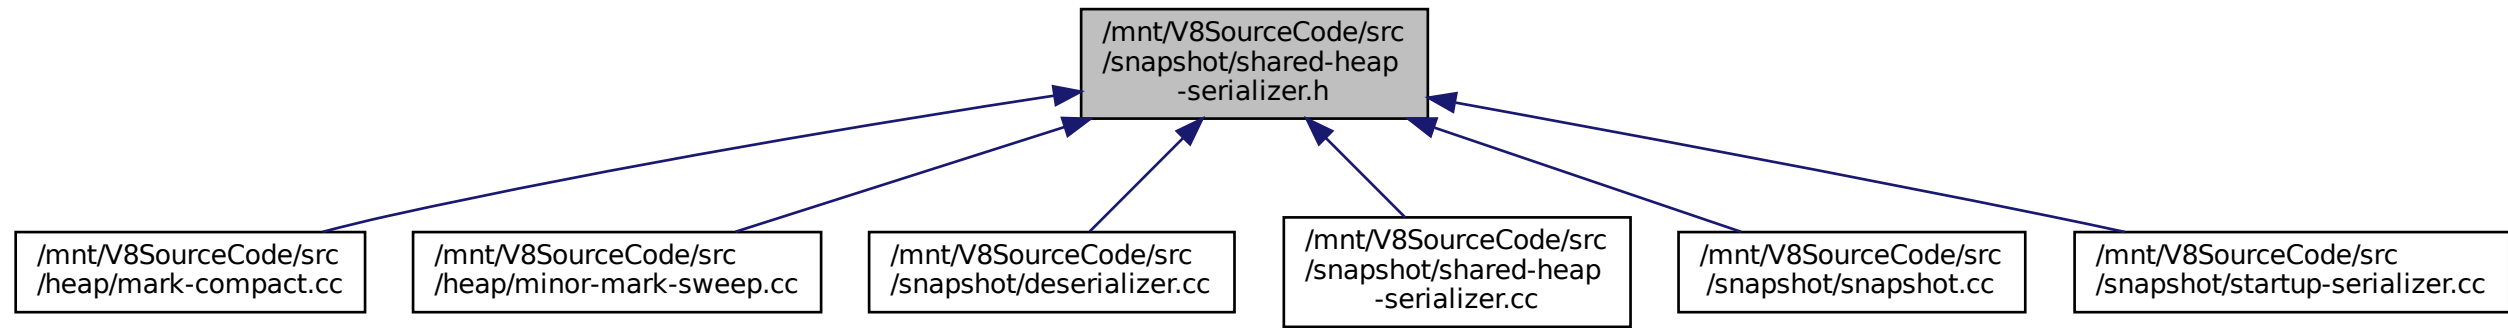 /mnt/V8SourceCode/src
/snapshot/shared-heap
-serializer.h
/mnt/V8SourceCode/src
/heap/mark-compact.cc
/mnt/V8SourceCode/src
/heap/minor-mark-sweep.cc
/mnt/V8SourceCode/src
/snapshot/deserializer.cc
/mnt/V8SourceCode/src
/snapshot/shared-heap
-serializer.cc
/mnt/V8SourceCode/src
/snapshot/snapshot.cc
/mnt/V8SourceCode/src
/snapshot/startup-serializer.cc